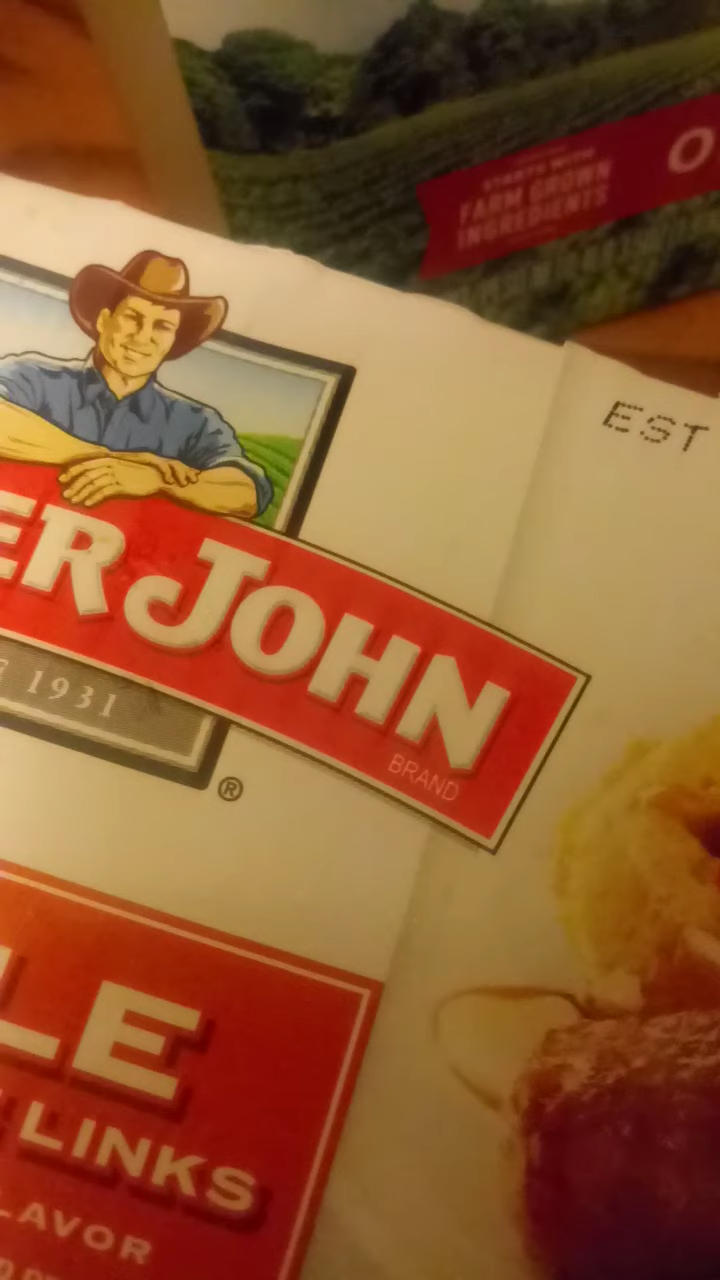 STARTS WITH
FARM GROWN
INGREDIENTS
O
EST
ER JOHN
BRAND
E 1931
®
LE
LINKS
LAVOR